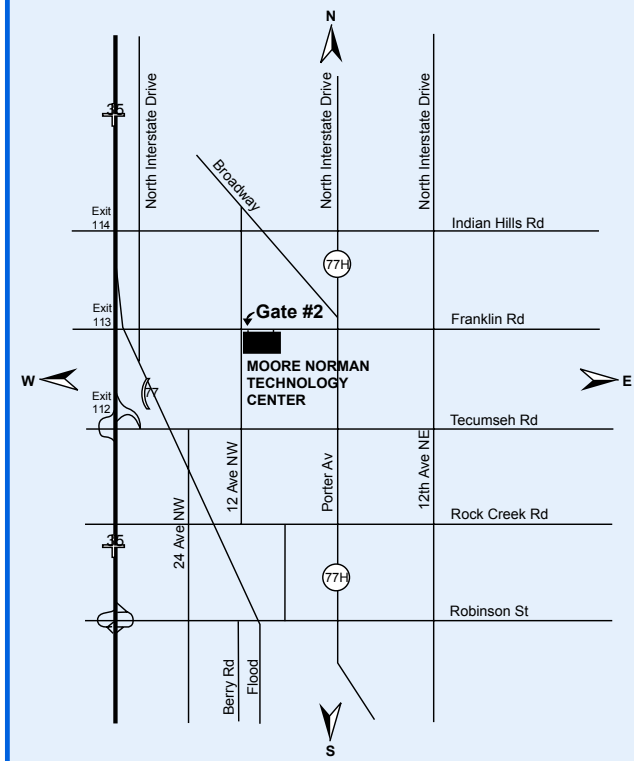 N
35
North Interstate Drive
North Interstate Drive
North Interstate Drive
Broadway
Exit
114
Indian Hills Rd
77H
Gate #2
Exit
113
Franklin Rd
MOORE NORMAN
TECHNOLOGY
CENTER
W
E
77
Exit
112
Tecumseh Rd
24 Ave NW
12 Ave NW
Porter Av
12th Ave NE
Rock Creek Rd
35
77H
Robinson St
Berry Rd
Flood
S